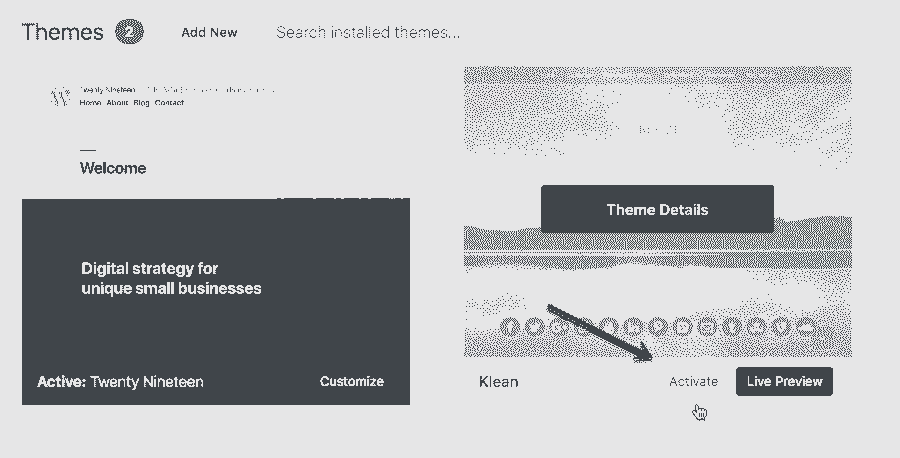 Themes 2 Add New Search installed themes...
Twenty Nineteen
Home About Blog Contact
Welcome
Digital strategy for
unique small businesses
Active: Twenty Nineteen Customize
Theme Details
Klean Activate Live Preview